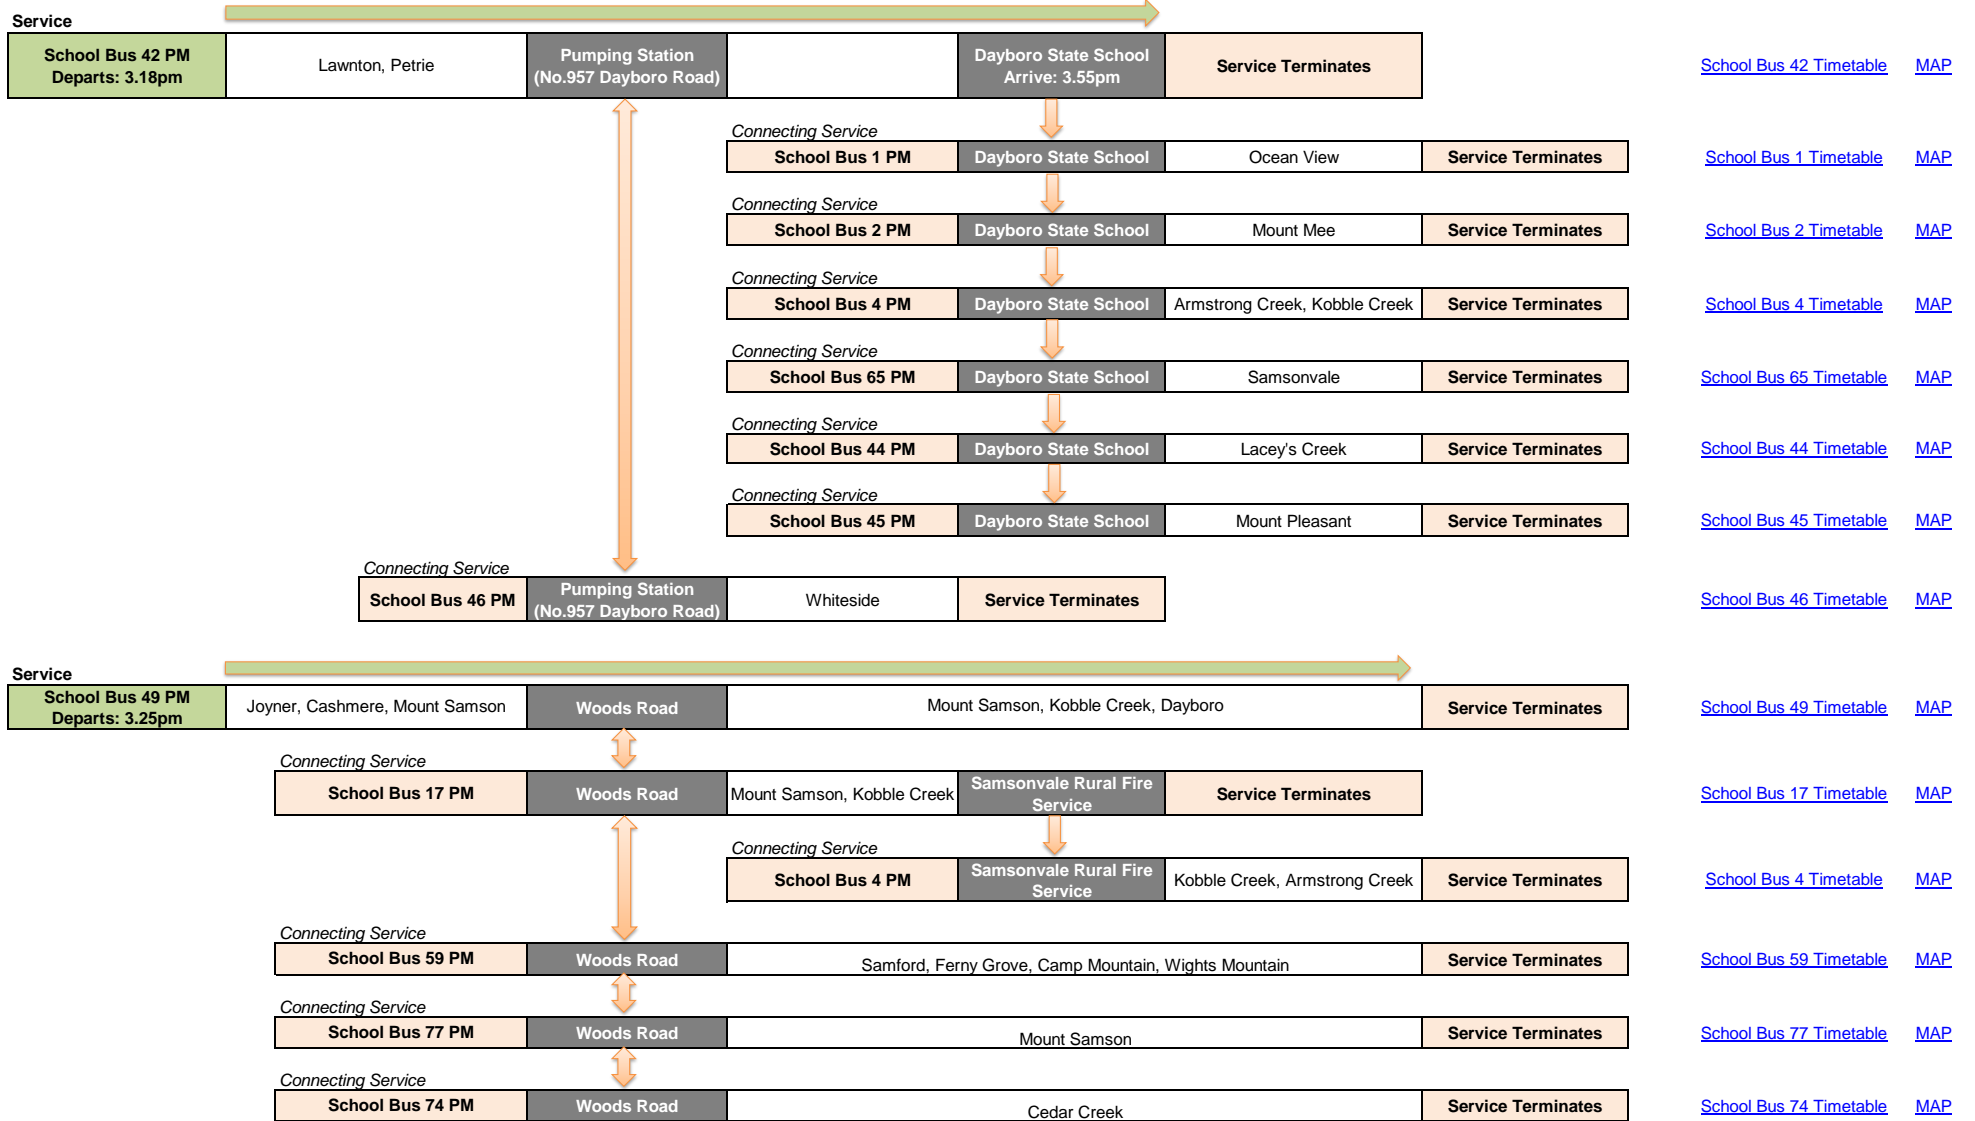 Service
School Bus 42 PM
Departs: 3.18pm
Lawnton, Petrie
Pumping Station
(No.957 Dayboro Road)
Dayboro State School
Arrive: 3.55pm
Service Terminates
School Bus 42 Timetable
MAP
Connecting Service
School Bus 1 PM
Dayboro State School
Ocean View
Service Terminates
School Bus 1 Timetable
MAP
Connecting Service
School Bus 2 PM
Dayboro State School
Mount Mee
Service Terminates
School Bus 2 Timetable
MAP
Connecting Service
School Bus 4 PM
Dayboro State School
Armstrong Creek, Kobble Creek
Service Terminates
School Bus 4 Timetable
MAP
Connecting Service
School Bus 65 PM
Dayboro State School
Samsonvale
Service Terminates
School Bus 65 Timetable
MAP
Connecting Service
School Bus 44 PM
Dayboro State School
Lacey's Creek
Service Terminates
School Bus 44 Timetable
MAP
Connecting Service
School Bus 45 PM
Dayboro State School
Mount Pleasant
Service Terminates
School Bus 45 Timetable
MAP
Connecting Service
School Bus 46 PM
Pumping Station
(No.957 Dayboro Road)
Whiteside
Service Terminates
School Bus 46 Timetable
MAP
Service
School Bus 49 PM
Departs: 3.25pm
Joyner, Cashmere, Mount Samson
Woods Road
Mount Samson, Kobble Creek, Dayboro
Service Terminates
School Bus 49 Timetable
MAP
Connecting Service
School Bus 17 PM
Woods Road
Mount Samson, Kobble Creek
Samsonvale Rural Fire
Service
Service Terminates
School Bus 17 Timetable
MAP
Connecting Service
School Bus 4 PM
Samsonvale Rural Fire
Service
Kobble Creek, Armstrong Creek
Service Terminates
School Bus 4 Timetable
MAP
Connecting Service
School Bus 59 PM
Woods Road
Samford, Ferny Grove, Camp Mountain, Wights Mountain
Service Terminates
School Bus 59 Timetable
MAP
Connecting Service
School Bus 77 PM
Woods Road
Mount Samson
Service Terminates
School Bus 77 Timetable
MAP
Connecting Service
School Bus 74 PM
Woods Road
Cedar Creek
Service Terminates
School Bus 74 Timetable
MAP